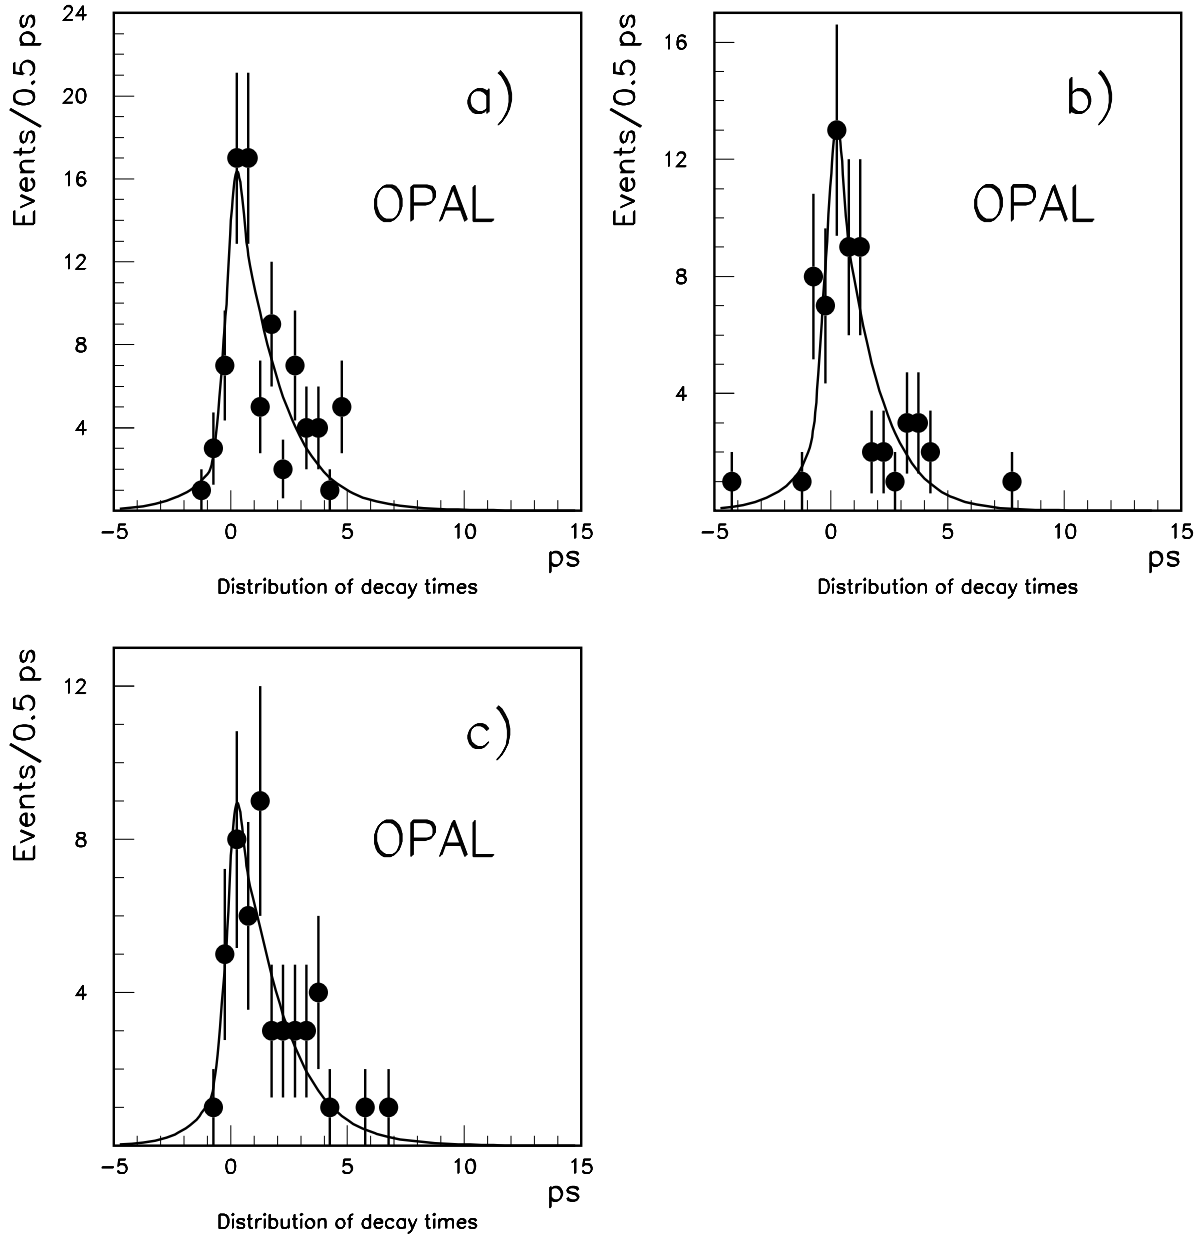 24
20
16
12
8
4
Events/0.5 ps
a)
OPAL
−5 0 5 10 15
ps
Distribution of decay times
16
12
8
4
Events/0.5 ps
b)
OPAL
−5 0 5 10 15
ps
Distribution of decay times
12
8
4
Events/0.5 ps
c)
OPAL
−5 0 5 10 15
ps
Distribution of decay times